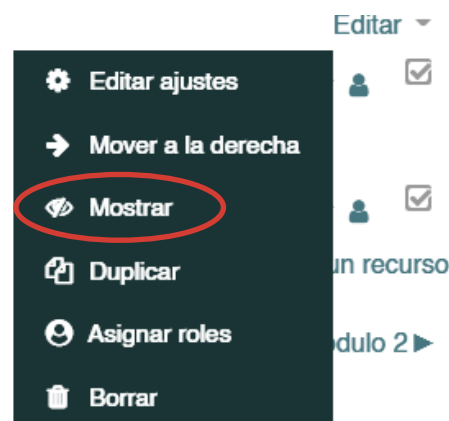 Editar
Editar ajustes
Mover a la derecha
Mostrar
Duplicar
un recurso
Asignar roles
dulo 2
Borrar